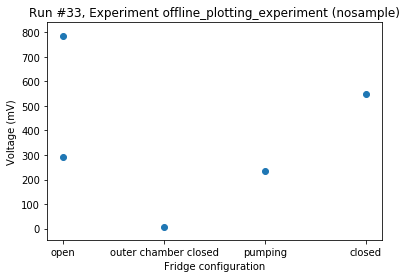 Run #33, Experiment offline_plotting_experiment (nosample)
800
700
600
500
400
300
200
100
0
Voltage (mV)
open
outer chamber closed
pumping
closed
Fridge configuration